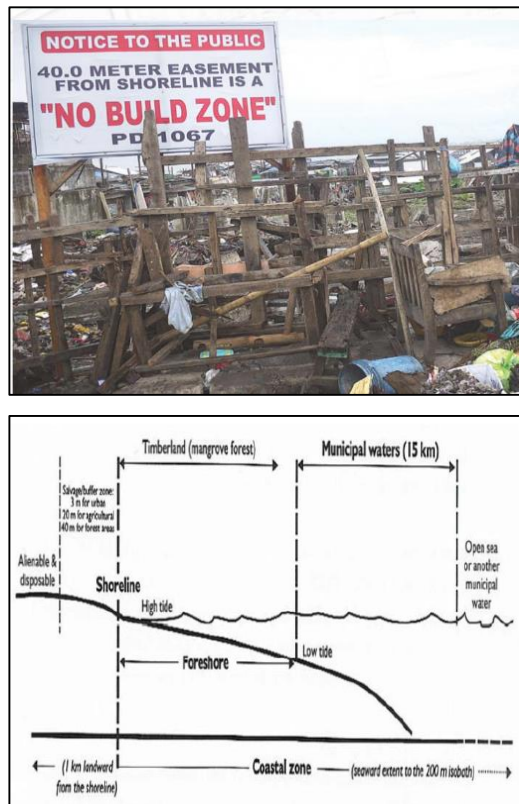 NOTICE TO THE PUBLIC
40.0 METER EASEMENT
FROM SHORELINE IS A
"NO BUILD ZONE"
PD 1067
Timberland (mangrove forest)
Municipal waters (15 km)
Salvage/buffer zone:
3 m for urban
20 m for agricultural
40 m for forest areas
Alienable &
disposable
Shoreline
High tide
Open sea
or another
municipal
water
Low tide
Foreshore
(1 km landward
from the shoreline)
Coastal zone
(seaward extent to the 200 m isobath)